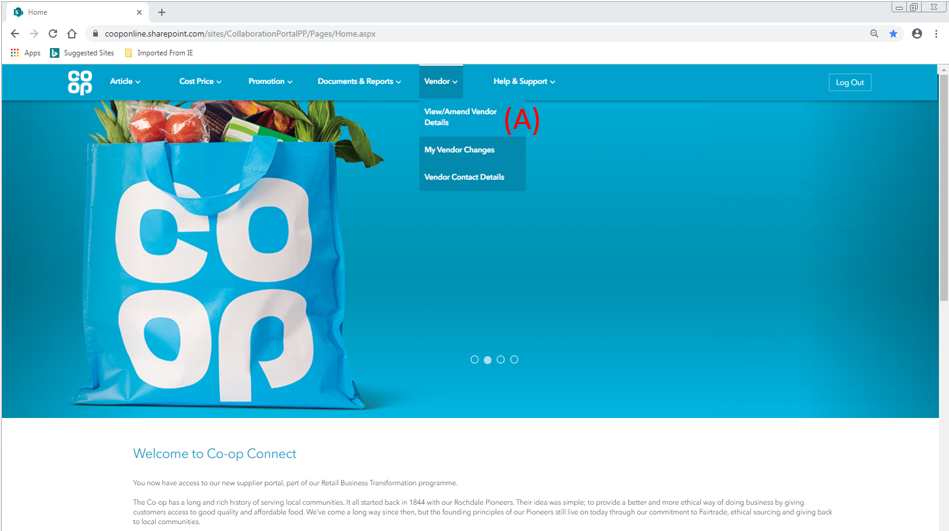 Home
cooponline.sharepoint.com/sites/CollaborationPortalPP/Pages/Home.aspx
Apps Suggested Sites Imported From IE
CO
OP
Article Cost Price Promotion Documents & Reports Vendor Help & Support Log Out
View/Amend Vendor
Details
(A)
My Vendor Changes
Vendor Contact Details
CO
OP
Welcome to Co-op Connect
You now have access to our new supplier portal, part of our Retail Business Transformation programme.
The Co-op has a long and rich history of serving local communities. It all started back in 1844 with our Rochdale Pioneers. Their idea was simple; to provide a better and more ethical way of doing business by giving
customers access to good quality and affordable food. We've come a long way since then, but the founding principles of our Pioneers still live on today through our commitment to Fairtrade, ethical sourcing and giving back
to local communities.